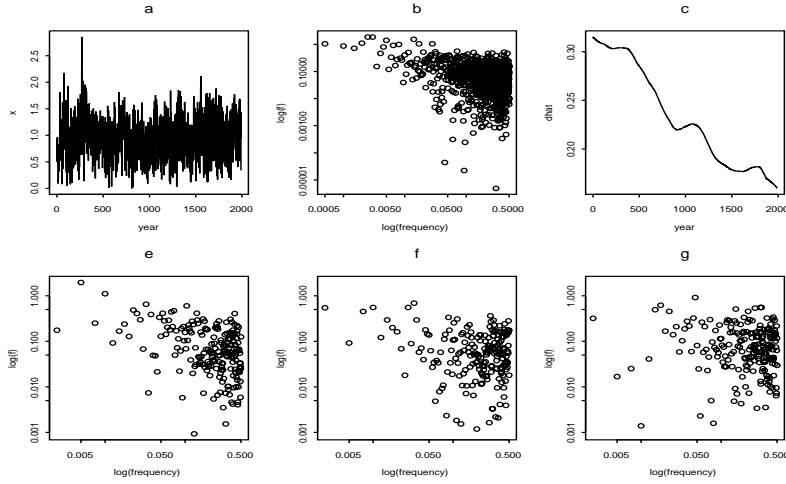 a
b
c
2.5
2.0
1.5
1.0
0.5
0.0
x
0 500 1000 1500 2000
year
0.10000
0.00100
0.00001
log(f)
0.0005 0.0050 0.0500 0.5000
log(frequency)
0.30
0.25
0.20
dhat
0 500 1000 1500 2000
year
e
f
g
1.000
0.100
0.010
0.001
log(f)
0.005 0.050 0.500
log(frequency)
1.000
0.100
0.010
0.001
log(f)
0.005 0.050 0.500
log(frequency)
1.000
0.100
0.010
0.001
log(f)
0.005 0.050 0.500
log(frequency)